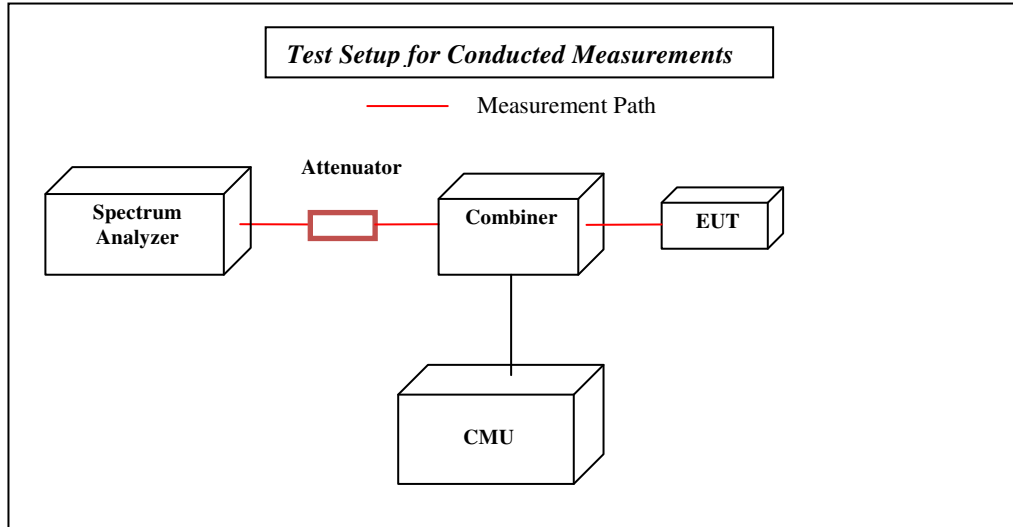 Test Setup for Conducted Measurements
Measurement Path
Attenuator
Spectrum
Analyzer
Combiner
EUT
CMU